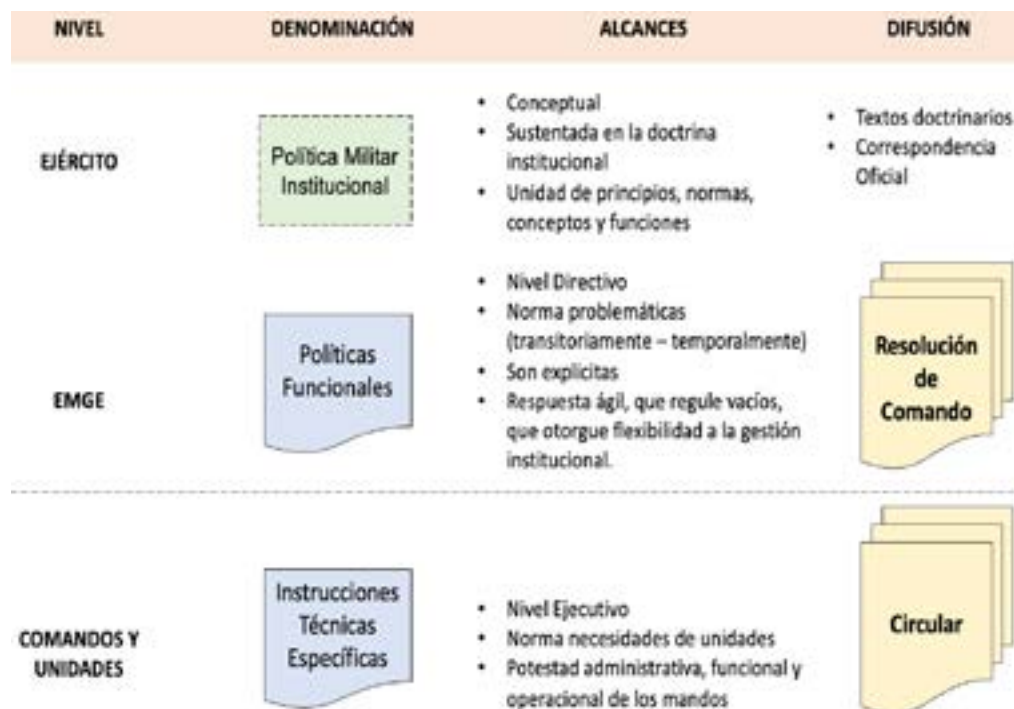 NIVEL DENOMINACIÓN ALCANCES DIFUSIÓN
EJÉRCITO
Política Militar
Institucional
• Conceptual
• Sustentada en la doctrina
institucional
• Unidad de principios, normas,
conceptos y funciones
• Textos doctrinarios
• Correspondencia
Oficial
EMGE
Políticas
Funcionales
• Nivel Directivo
• Norma problemáticas
(transitoriamente – temporalmente)
• Son explicitas
• Respuesta ágil, que regule vacíos,
que otorgue flexibilidad a la gestión
institucional.
Resolución
de
Comando
COMANDOS Y
UNIDADES
Instrucciones
Técnicas
Específicas
• Nivel Ejecutivo
• Norma necesidades de unidades
• Potestad administrativa, funcional y
operacional de los mandos
Circular